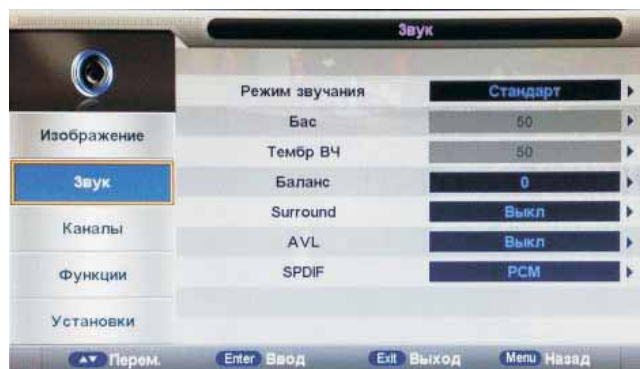 Звук
Изображение
Звук
Каналы
Функции
Установки
Режим звучания Стандарт
Бас 50
Тембр ВЧ 50
Баланс 0
Surround Выкл
AVL Выкл
SPDIF PCM
Перем. Enter Ввод Exit Выход Menu Назад